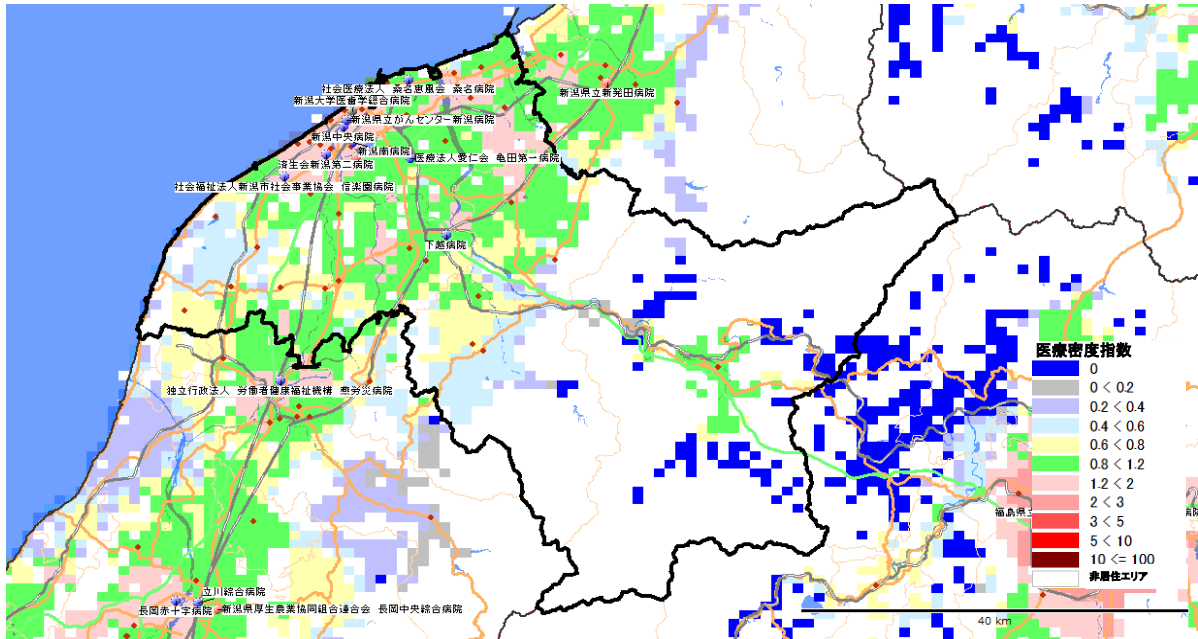 社会医療法人 桑名恵風会 桑名病院
新潟大学医歯学総合病院
新潟県立新発田病院
新潟県立がんセンター新潟病院
新潟中央病院
新潟南病院
済生会新潟第二病院
医療法人愛仁会 亀田第一病院
社会福祉法人新潟市社会事業協会 信楽園病院
下越病院
独立行政法人 労働者健康福祉機構 燕労災病院
医療密度指数
0
0 < 0.2
0.2 < 0.4
0.4 < 0.6
0.6 < 0.8
0.8 < 1.2
1.2 < 2
2 < 3
3 < 5
5 < 10
10 <= 100
非居住エリア
福島県立
病院
立川綜合病院
長岡赤十字病院
新潟県厚生農業協同組合連合会 長岡中央綜合病院
40 km